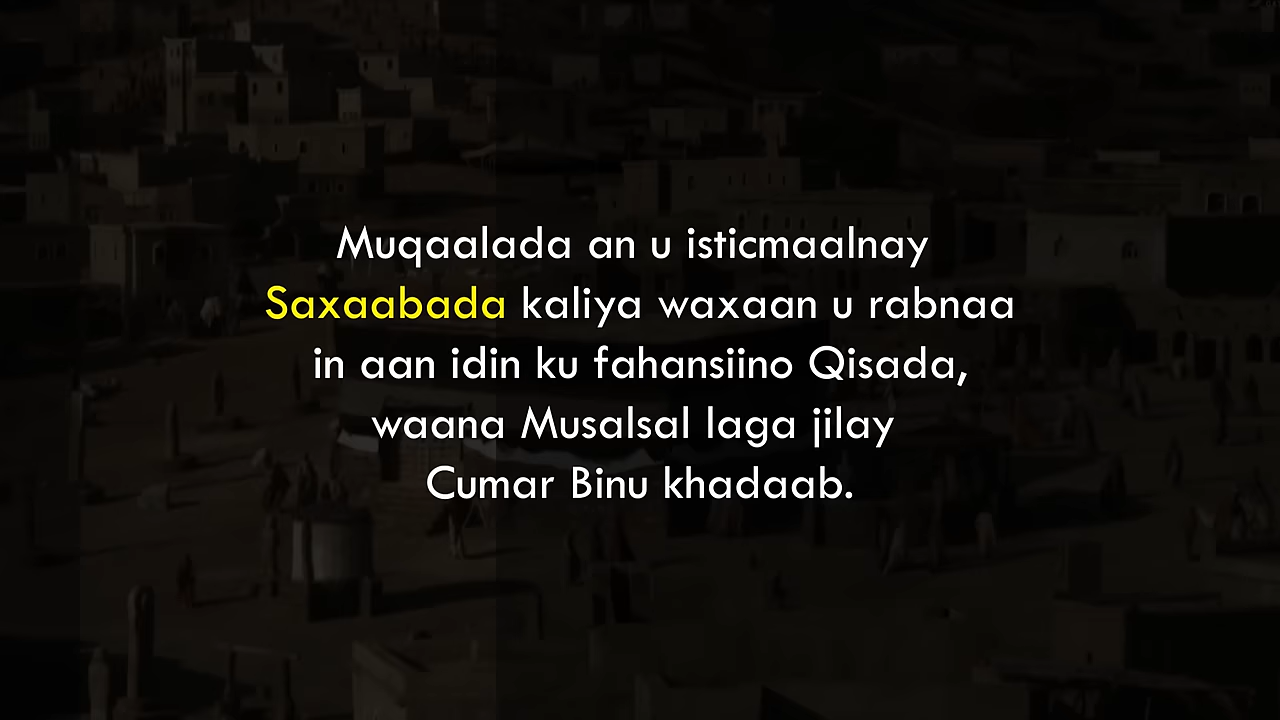 Muqaalada an u isticmaalnay
Saxaabada kaliya waxaan u rabnaa
in aan idin ku fahansiino Qisada,
waana Musalsal laga jilay
Cumar Binu khadaab.